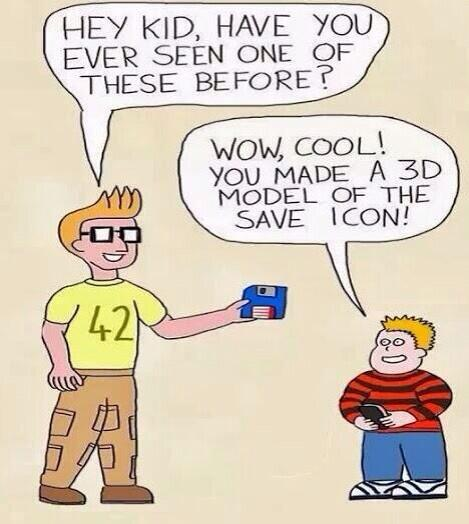 HEY KID, HAVE YOU
EVER SEEN ONE OF
THESE BEFORE?
WOW, COOL!
YOU MADE A 3D
MODEL OF THE
SAVE ICON!
42